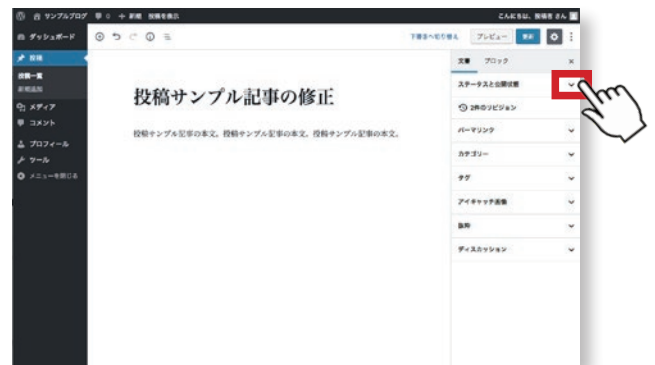 サンプルブログ 0 + 新規 投稿を表示 こんにちは、投稿者 さん
ダッシュボード
下書きへ切り替え プレビュー 更新
投稿
投稿一覧
新規追加
メディア
コメント
プロフィール
ツール
メニューを閉じる
投稿サンプル記事の修正
投稿サンプル記事の本文。投稿サンプル記事の本文。投稿サンプル記事の本文。
文書 ブロック ×
ステータスと公開状態
2件のリビジョン
パーマリンク
カテゴリー
タグ
アイキャッチ画像
抜粋
ディスカッション